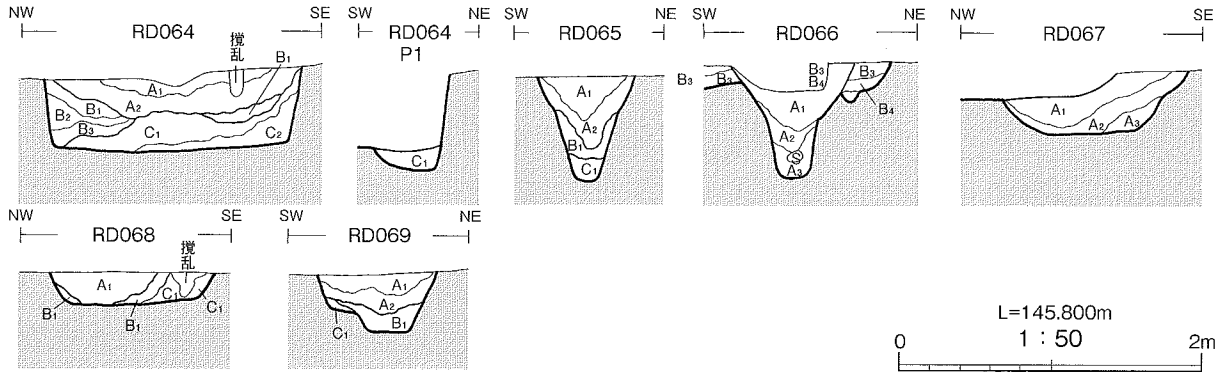 NW SE
RD064
攪乱
B1
A1
A2
B1
B2
B3
C1
C2
SW NE
RD064
P1
C1
SW NE
RD065
A1
A2
B1
C1
SW NE
RD066
B3
B3
B4
B3
B4
A1
A2
S
A3
NW SE
RD067
A1
A2
A3
NW SE
RD068
攪乱
A1
C1
C1
B1
B1
SW NE
RD069
A1
A2
B1
C1
L=145.800m
1：50
0 2m